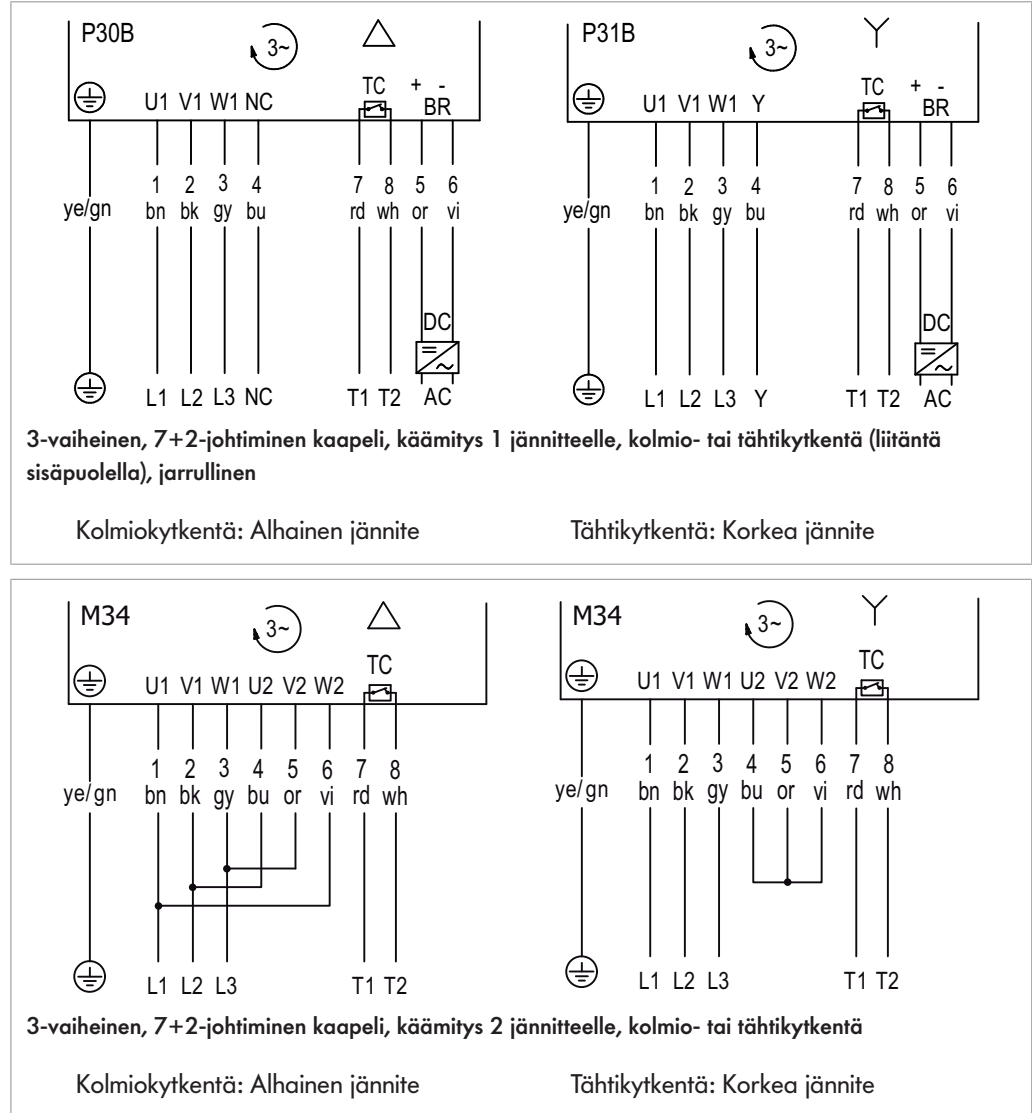 P30B 3~
TC + -
U1 V1 W1 NC BR
1 2 3 4 7 8 5 6
ye/gn bn bk gy bu rd wh or vi
DC
= ~
L1 L2 L3 NC T1 T2 AC
P31B 3~
TC + -
U1 V1 W1 Y BR
1 2 3 4 7 8 5 6
ye/gn bn bk gy bu rd wh or vi
DC
= ~
L1 L2 L3 Y T1 T2 AC
3-vaiheinen, 7+2-johtiminen kaapeli, käämitys 1 jännitteelle, kolmio- tai tähtikytkentä (liitäntä
sisäpuolella), jarrullinen
Kolmiokytkentä: Alhainen jännite Tähtikytkentä: Korkea jännite
M34 3~
TC
U1 V1 W1 U2 V2 W2
1 2 3 4 5 6 7 8
ye/gn bn bk gy bu or vi rd wh
L1 L2 L3 T1 T2
M34 3~
TC
U1 V1 W1 U2 V2 W2
1 2 3 4 5 6 7 8
ye/gn bn bk gy bu or vi rd wh
L1 L2 L3 T1 T2
3-vaiheinen, 7+2-johtiminen kaapeli, käämitys 2 jännitteelle, kolmio- tai tähtikytkentä
Kolmiokytkentä: Alhainen jännite Tähtikytkentä: Korkea jännite